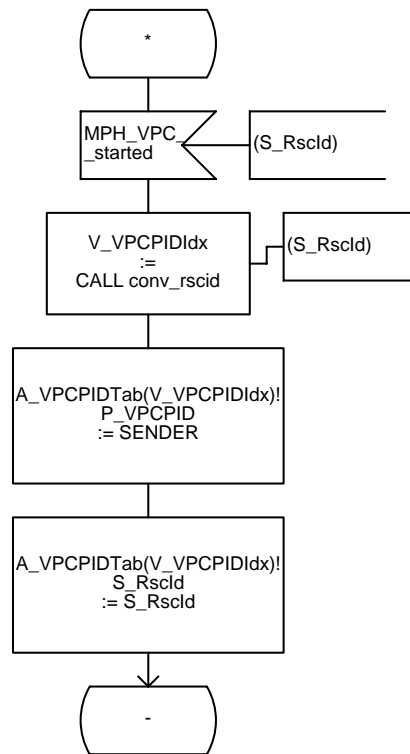 *
MPH_VPC_
_started
(S_RscId)
V_VPCPIDIdx
:=
CALL conv_rscid
(S_RscId)
A_VPCPIDTab(V_VPCPIDIdx)!
P_VPCPID
:= SENDER
A_VPCPIDTab(V_VPCPIDIdx)!
S_RscId
:= S_RscId
-